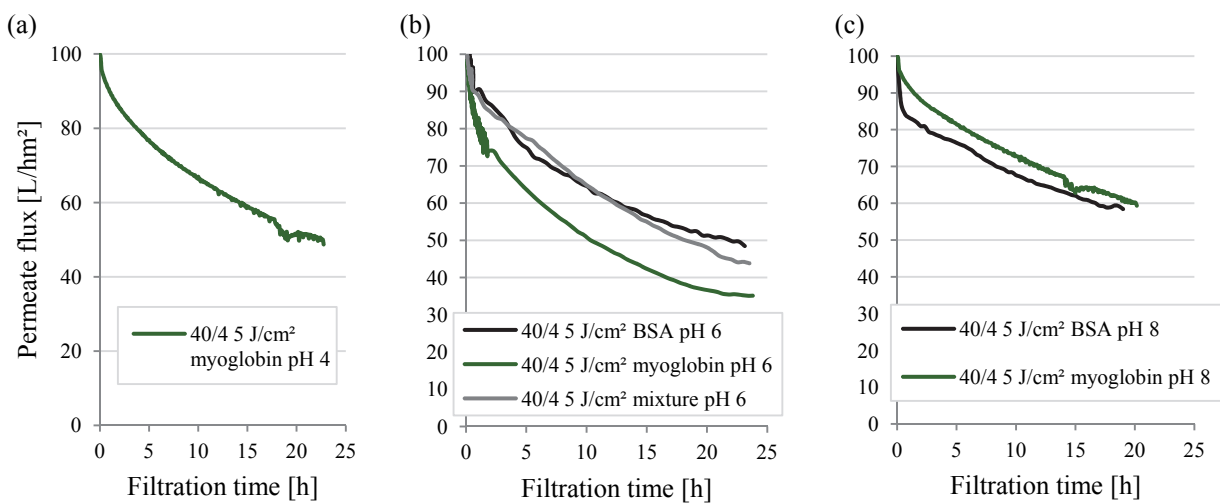 (a)
(b)
(c)
Permeate flux [L/hm²]
100
80
60
40
20
0
0 5 10 15 20 25
Filtration time [h]
40/4 5 J/cm²
myoglobin pH 4
100
90
80
70
60
50
40
30
20
10
0
0 5 10 15 20 25
Filtration time [h]
40/4 5 J/cm² BSA pH 6
40/4 5 J/cm² myoglobin pH 6
40/4 5 J/cm² mixture pH 6
100
90
80
70
60
50
40
30
20
10
0
0 5 10 15 20 25
Filtration time [h]
40/4 5 J/cm² BSA pH 8
40/4 5 J/cm² myoglobin pH 8